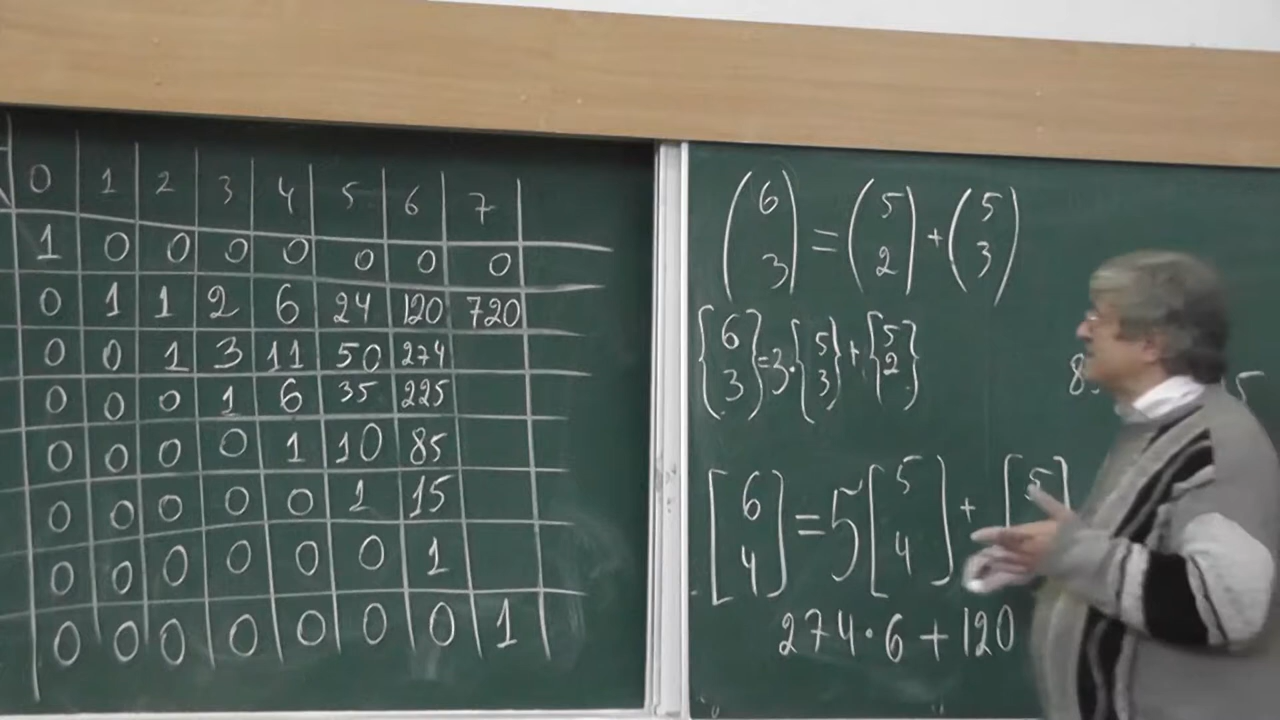 0 1 2 3 4 5 6 7
1 0 0 0 0 0 0 0
0 1 1 2 6 24 120 720
0 0 1 3 11 50 274
0 0 0 1 6 35 225
0 0 0 0 1 10 85
0 0 0 0 0 1 15
0 0 0 0 0 0 1
0 0 0 0 0 0 0 1
(6 3) = (5 2) + (5 3)
{6 3} = 3 · {5 3} + {5 2}
8 5
[6 4] = 5 [5 4] + [5
274 · 6 + 120